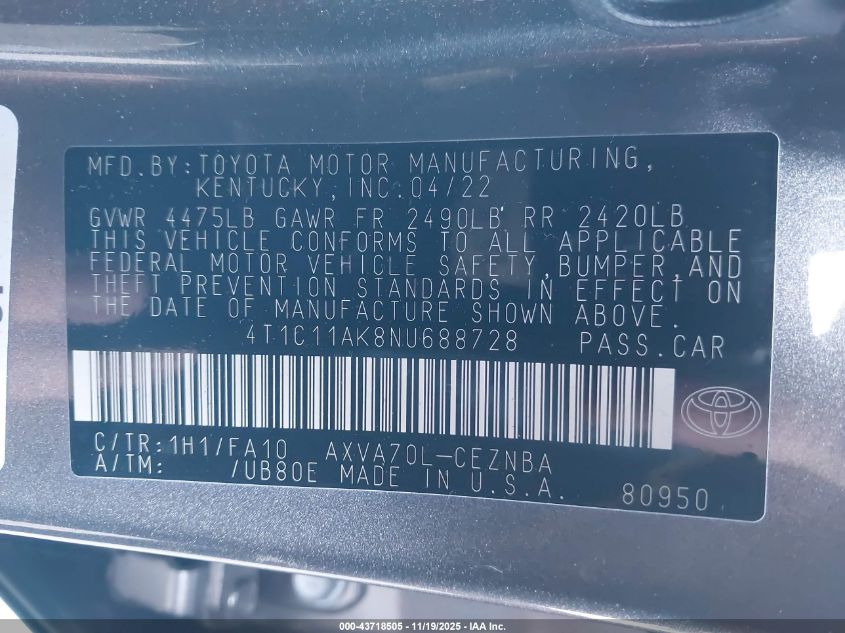 MFD.BY:TOYOTA MOTOR MANUFACTURING,
KENTUCKY,INC.04/22
GVWR 4475LB GAWR FR 2490LB RR 2420LB
THIS VEHICLE CONFORMS TO ALL APPLICABLE
FEDERAL MOTOR VEHICLE SAFETY,BUMPER,AND
THEFT PREVENTION STANDARDS IN EFFECT ON
THE DATE OF MANUFACTURE SHOWN ABOVE.
4T1C11AK8NU688728 PASS.CAR
C/TR:1H1/FA10 AXVA70L-CEZNBA
A/TM: /UB80E MADE IN U.S.A. 80950
000-43718505 - 11/19/2025 - IAA Inc.